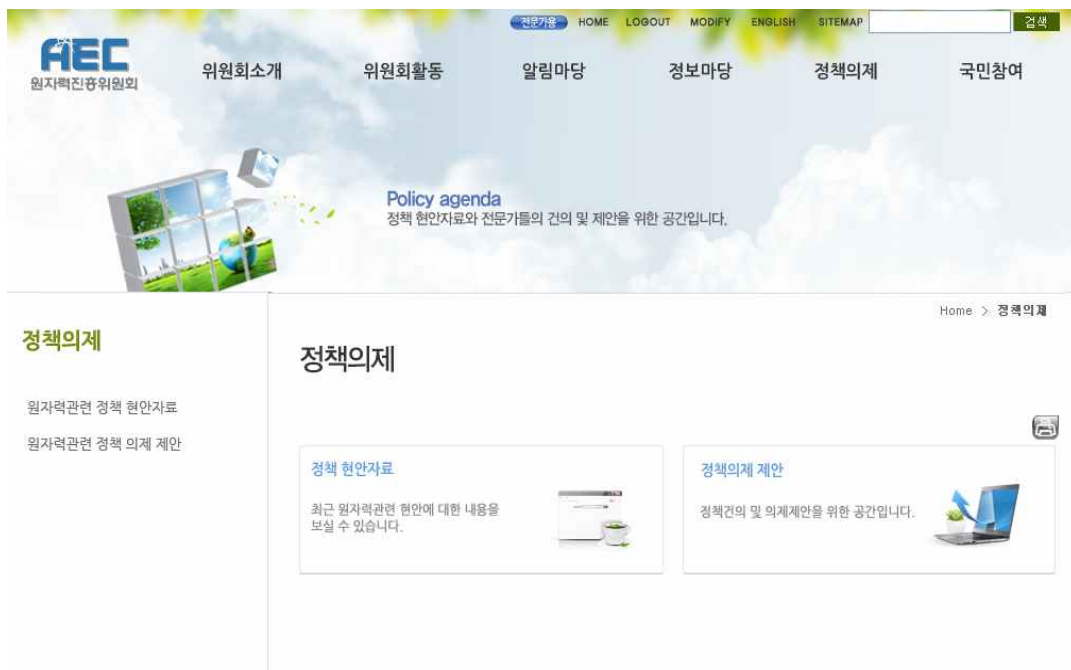 전문가용 HOME LOGOUT MODIFY ENGLISH SITEMAP 검색
AEC
원자력진흥위원회
위원회소개 위원회활동 알림마당 정보마당 정책의제 국민참여
Policy agenda
정책 현안자료와 전문가들의 건의 및 제안을 위한 공간입니다.
Home > 정책의제
정책의제
원자력관련 정책 현안자료
원자력관련 정책 의제 제안
정책의제
정책 현안자료
최근 원자력관련 현안에 대한 내용을
보실 수 있습니다.
정책의제 제안
정책건의 및 의제제안을 위한 공간입니다.